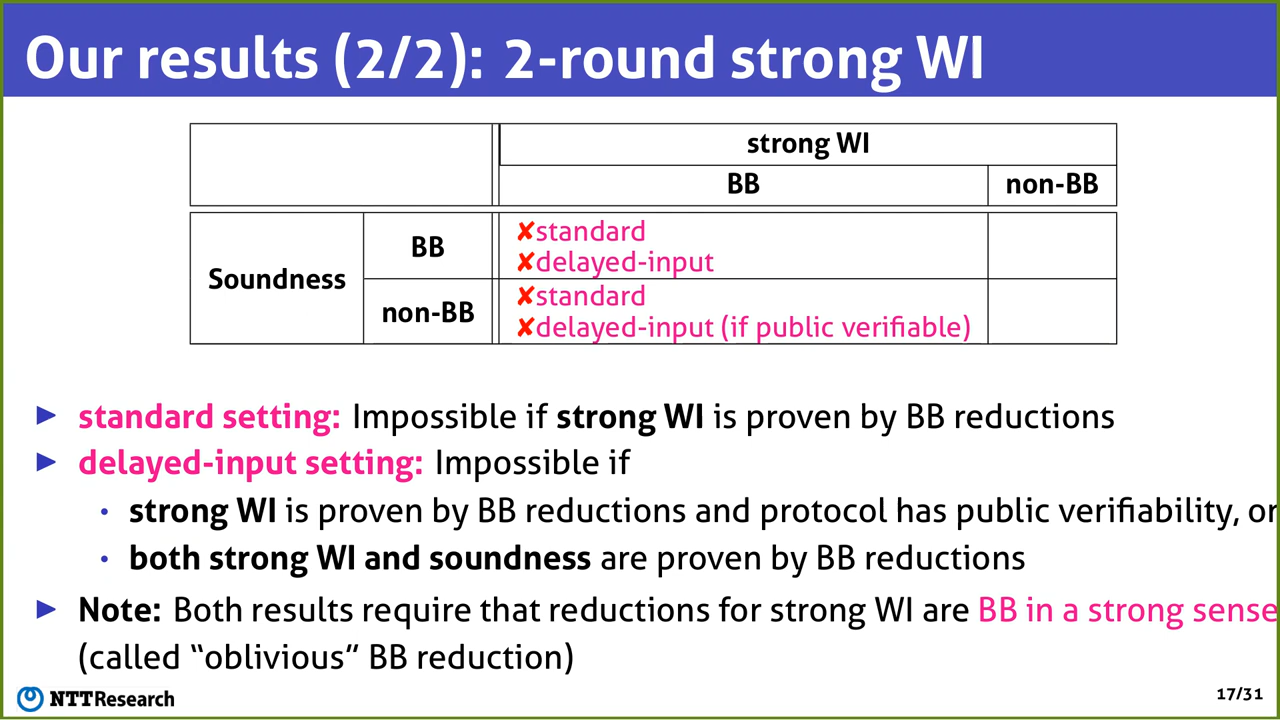 Our results (2/2): 2-round strong WI
strong WI
BB
non-BB
Soundness
BB
✘standard
✘delayed-input
non-BB
✘standard
✘delayed-input (if public verifiable)
▶ standard setting: Impossible if strong WI is proven by BB reductions
▶ delayed-input setting: Impossible if
• strong WI is proven by BB reductions and protocol has public verifiability, or
• both strong WI and soundness are proven by BB reductions
▶ Note: Both results require that reductions for strong WI are BB in a strong sense
(called “oblivious” BB reduction)
NTTResearch
17/31